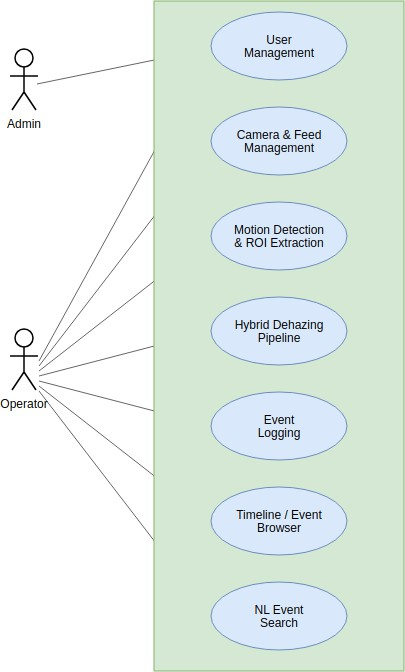 User
Management
Admin
Camera & Feed
Management
Motion Detection
& ROI Extraction
Hybrid Dehazing
Pipeline
Operator
Event
Logging
Timeline / Event
Browser
NL Event
Search